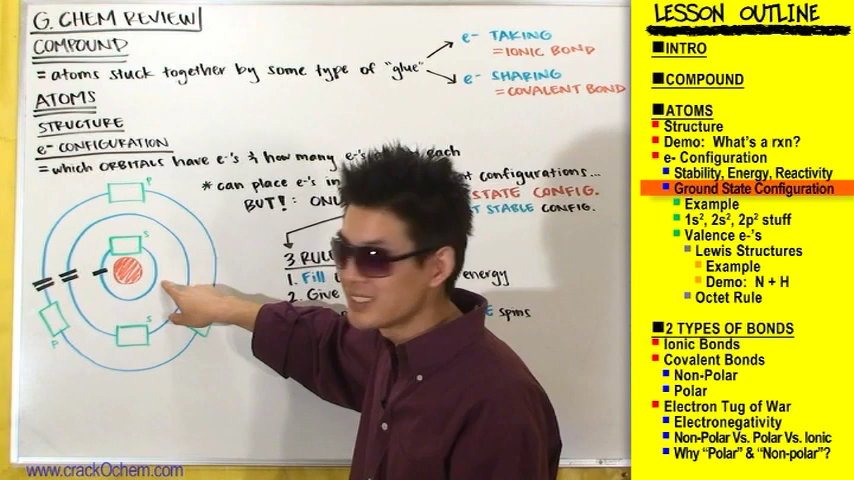 G. CHEM REVIEW
COMPOUND
= atoms stuck together by some type of "glue"
e- TAKING
= IONIC BOND
e- SHARING
= COVALENT BOND
ATOMS
STRUCTURE
e- CONFIGURATION
= which ORBITALS have e-'s & how many e-'s each
* can place e-'s in configurations...
BUT!: STATE CONFIG.
STABLE CONFIG.
3
1. Fill energy
2. Give
spins
P
S
S
P
www.crackOchem.com
LESSON OUTLINE
INTRO
COMPOUND
ATOMS
Structure
Demo: What's a rxn?
e- Configuration
Stability, Energy, Reactivity
Ground State Configuration
Example
1s², 2s², 2p² stuff
Valence e-'s
Lewis Structures
Example
Demo: N + H
Octet Rule
2 TYPES OF BONDS
Ionic Bonds
Covalent Bonds
Non-Polar
Polar
Electron Tug of War
Electronegativity
Non-Polar Vs. Polar Vs. Ionic
Why "Polar" & "Non-polar"?